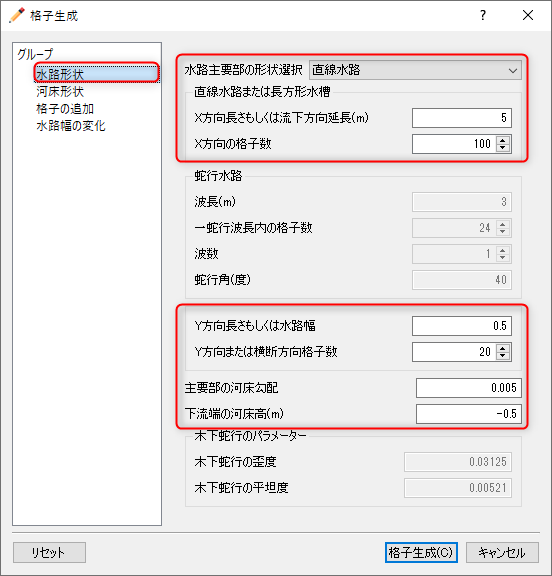 格子生成
?
グループ
水路形状
河床形状
格子の追加
水路幅の変化
水路主要部の形状選択 直線水路
直線水路または長方形水槽
X方向長さもしくは流下方向延長(m) 5
X方向の格子数 100
蛇行水路
波長(m) 3
一蛇行波長内の格子数 24
波数 1
蛇行角(度) 40
Y方向長さもしくは水路幅 0.5
Y方向または横断方向格子数 20
主要部の河床勾配 0.005
下流端の河床高(m) -0.5
木下蛇行のパラメーター
木下蛇行の歪度 0.03125
木下蛇行の平坦度 0.00521
リセット 格子生成(C) キャンセル